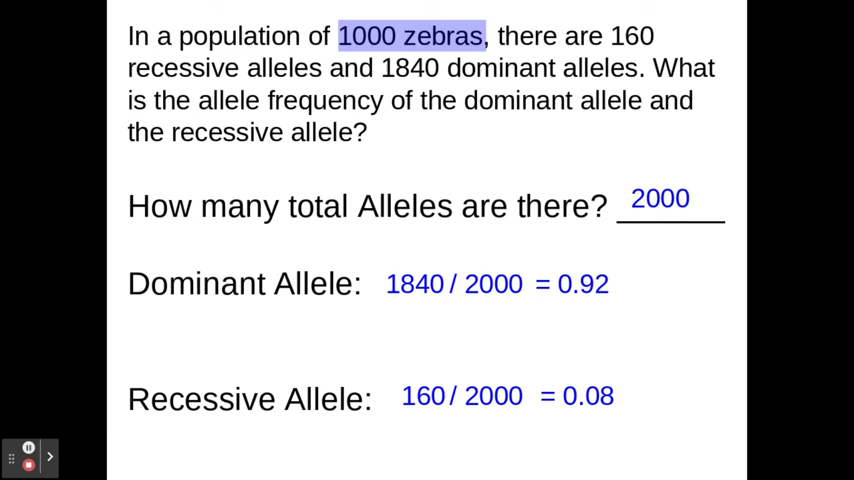 In a population of 1000 zebras, there are 160
recessive alleles and 1840 dominant alleles. What
is the allele frequency of the dominant allele and
the recessive allele?
How many total Alleles are there? 2000
Dominant Allele: 1840 / 2000 = 0.92
Recessive Allele: 160 / 2000 = 0.08